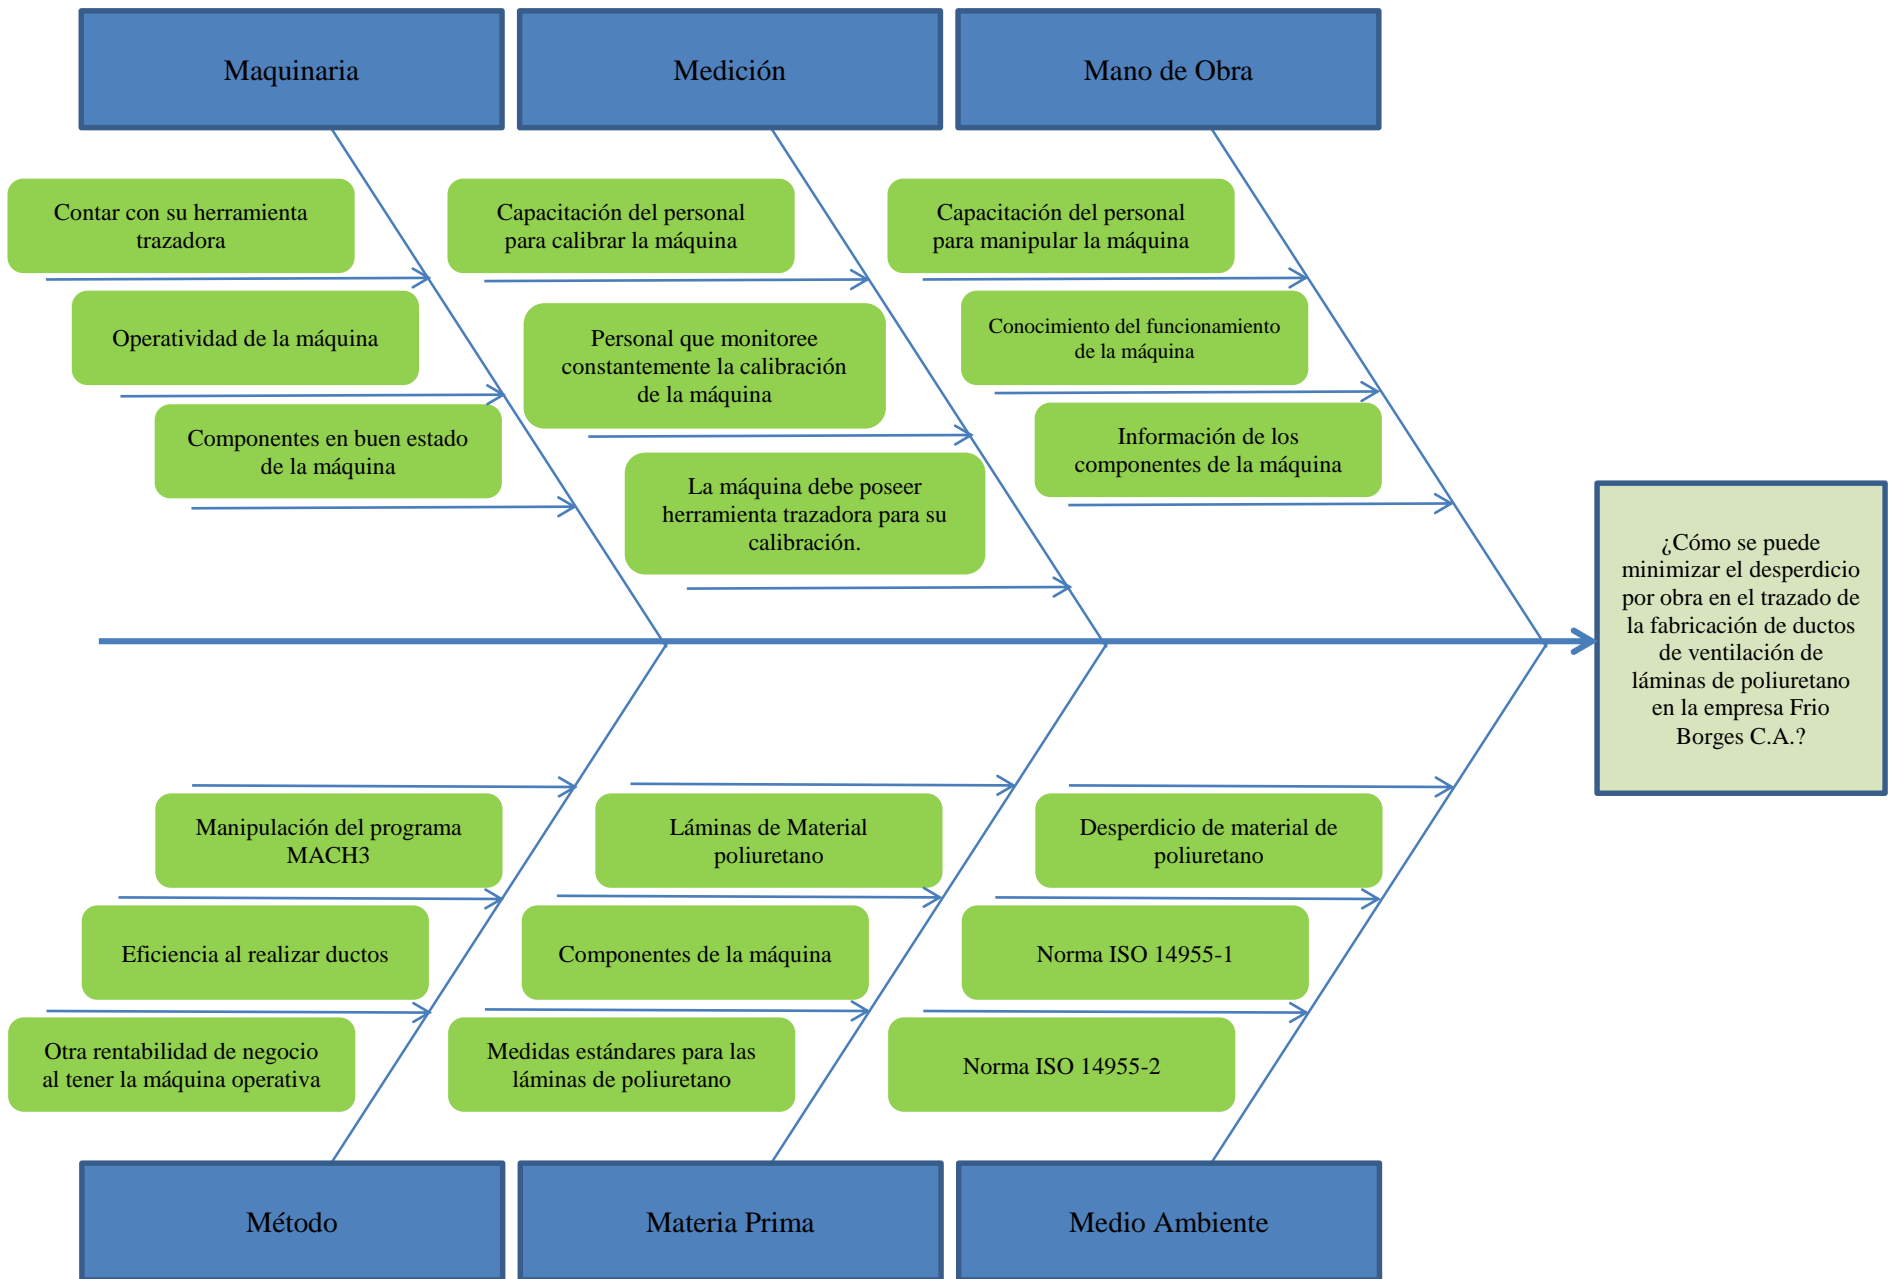 Maquinaria
Medición
Mano de Obra
Contar con su herramienta
trazadora
Capacitación del personal
para calibrar la máquina
Capacitación del personal
para manipular la máquina
Operatividad de la máquina
Personal que monitoree
constantemente la calibración
de la máquina
Conocimiento del funcionamiento
de la máquina
Componentes en buen estado
de la máquina
La máquina debe poseer
herramienta trazadora para su
calibración.
Información de los
componentes de la máquina
¿Cómo se puede
minimizar el desperdicio
por obra en el trazado de
la fabricación de ductos
de ventilación de
láminas de poliuretano
en la empresa Frio
Borges C.A.?
Manipulación del programa
MACH3
Láminas de Material
poliuretano
Desperdicio de material de
poliuretano
Eficiencia al realizar ductos
Componentes de la máquina
Norma ISO 14955-1
Otra rentabilidad de negocio
al tener la máquina operativa
Medidas estándares para las
láminas de poliuretano
Norma ISO 14955-2
Método
Materia Prima
Medio Ambiente